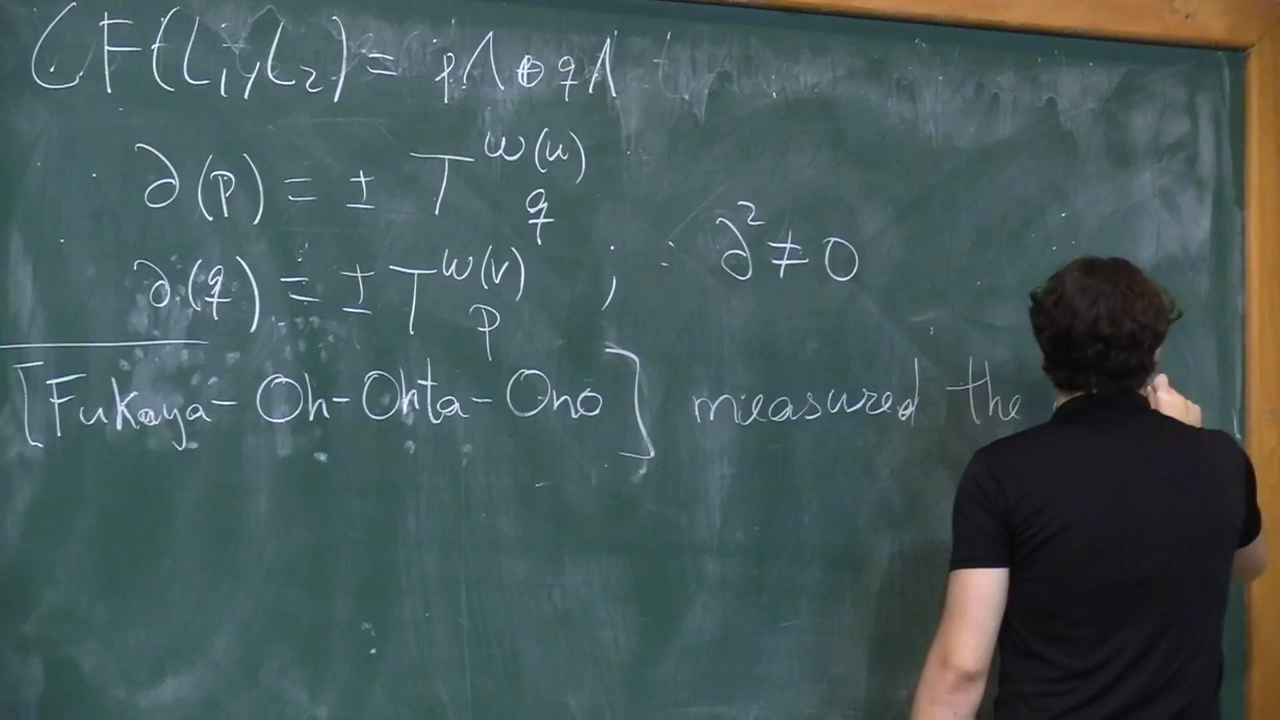 CF(L₁, L₂) = pΛ ⊕ qΛ
∂(p) = ± T^{ω(u)} q
∂(q) = ± T^{ω(v)} p ; ∂² ≠ 0
[Fukaya-Oh-Ohta-Ono] measured the